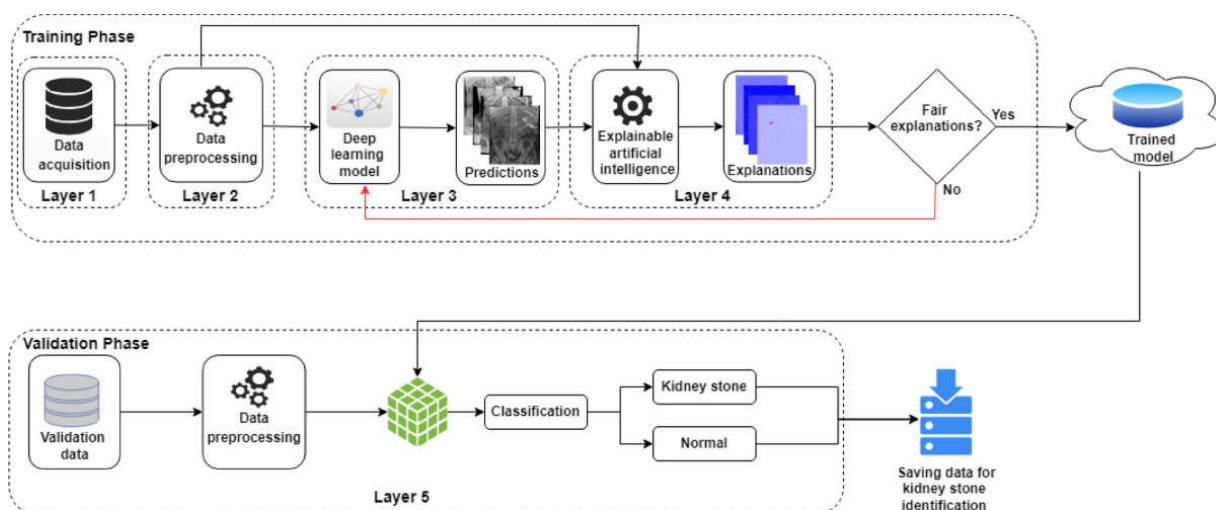 Training Phase
Data
acquisition
Layer 1
Data
preprocessing
Layer 2
Deep
learning
model
Predictions
Layer 3
Explainable
artificial
intelligence
Explanations
Layer 4
Fair
explanations?
Yes
No
Trained
model
Validation Phase
Validation
data
Data
preprocessing
Classification
Kidney stone
Normal
Layer 5
Saving data for
kidney stone
identification